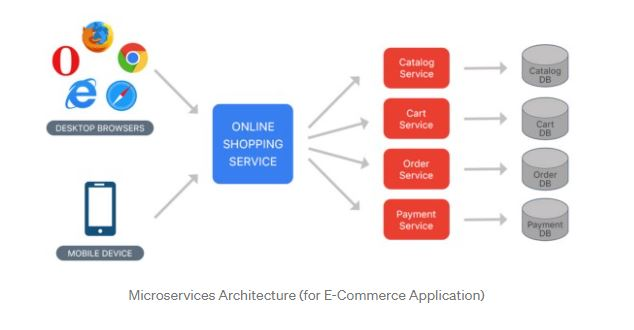 DESKTOP BROWSERS
MOBILE DEVICE
ONLINE
SHOPPING
SERVICE
Catalog
Service
Cart
Service
Order
Service
Payment
Service
Catalog
DB
Cart
DB
Order
DB
Payment
DB
Microservices Architecture (for E-Commerce Application)